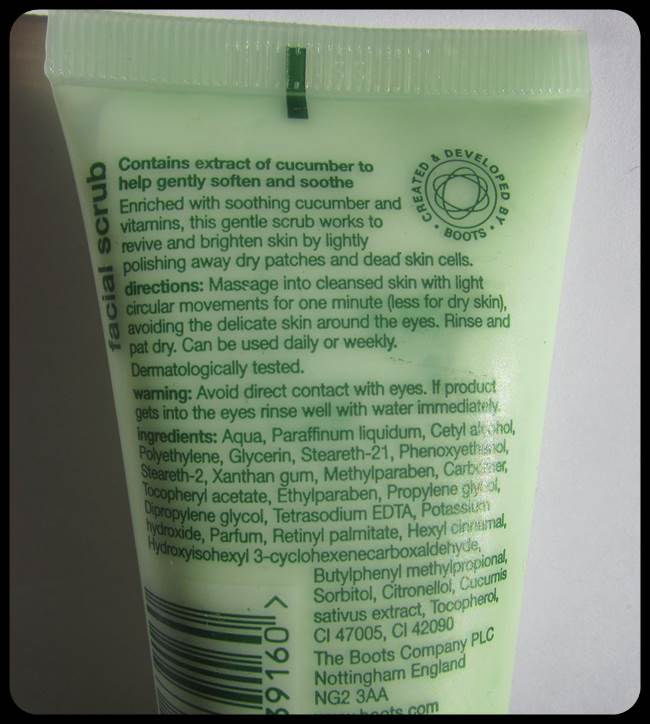 facial scrub
Contains extract of cucumber to
help gently soften and soothe
CREATED & DEVELOPED BY • BOOTS •
Enriched with soothing cucumber and
vitamins, this gentle scrub works to
revive and brighten skin by lightly
polishing away dry patches and dead skin cells.
directions: Massage into cleansed skin with light
circular movements for one minute (less for dry skin),
avoiding the delicate skin around the eyes. Rinse and
pat dry. Can be used daily or weekly.
Dermatologically tested.
warning: Avoid direct contact with eyes. If product
gets into the eyes rinse well with water immediately.
ingredients: Aqua, Paraffinum liquidum, Cetyl alcohol,
Polyethylene, Glycerin, Steareth-21, Phenoxyethanol,
Steareth-2, Xanthan gum, Methylparaben, Carbomer,
Tocopheryl acetate, Ethylparaben, Propylene glycol,
Dipropylene glycol, Tetrasodium EDTA, Potassium
hydroxide, Parfum, Retinyl palmitate, Hexyl cinnamal,
Hydroxyisohexyl 3-cyclohexenecarboxaldehyde,
Butylphenyl methylpropional,
Sorbitol, Citronellol, Cucumis
sativus extract, Tocopherol,
CI 47005, CI 42090
The Boots Company PLC
Nottingham England
NG2 3AA
www.boots.com
39160 >